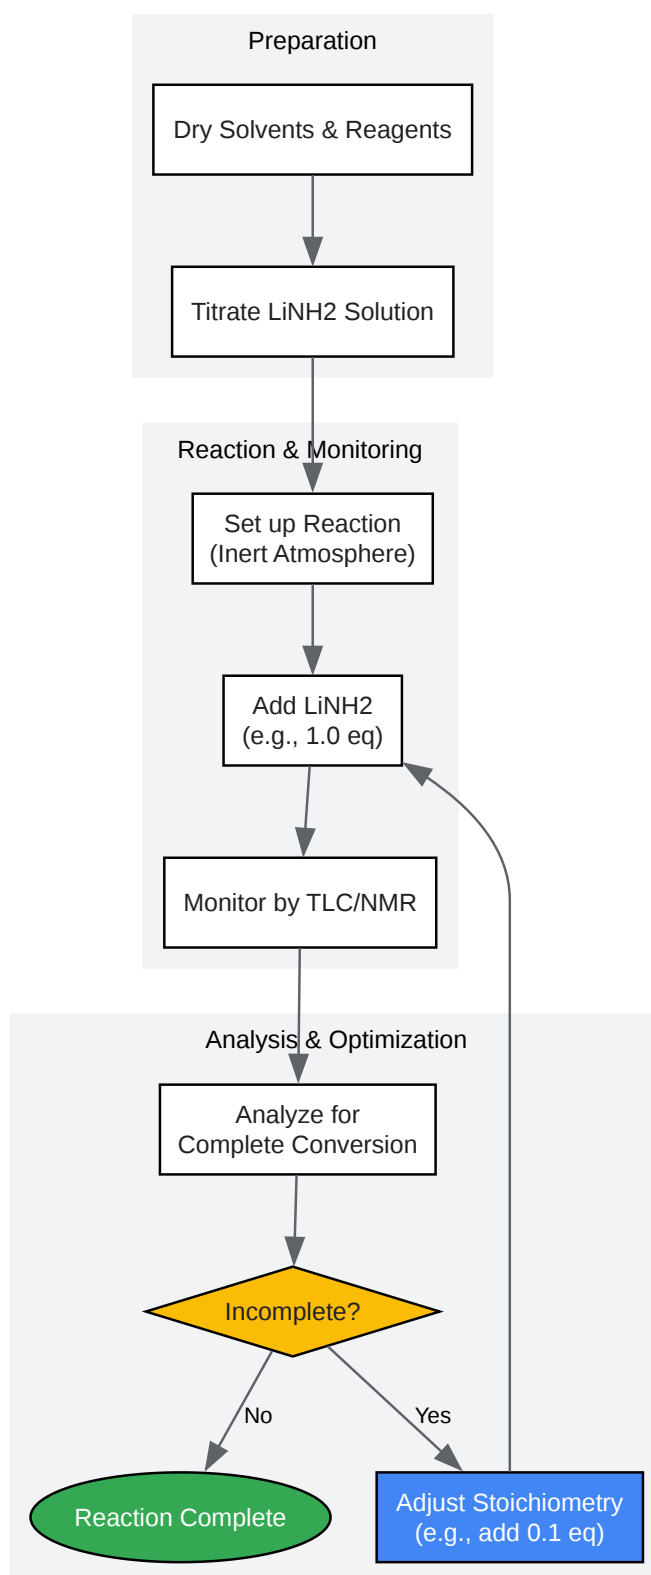 Preparation
Dry Solvents & Reagents
Titrate LiNH2 Solution
Reaction & Monitoring
Set up Reaction
(Inert Atmosphere)
Add LiNH2
(e.g., 1.0 eq)
Monitor by TLC/NMR
Analysis & Optimization
Analyze for
Complete Conversion
Incomplete?
No
Yes
Reaction Complete
Adjust Stoichiometry
(e.g., add 0.1 eq)